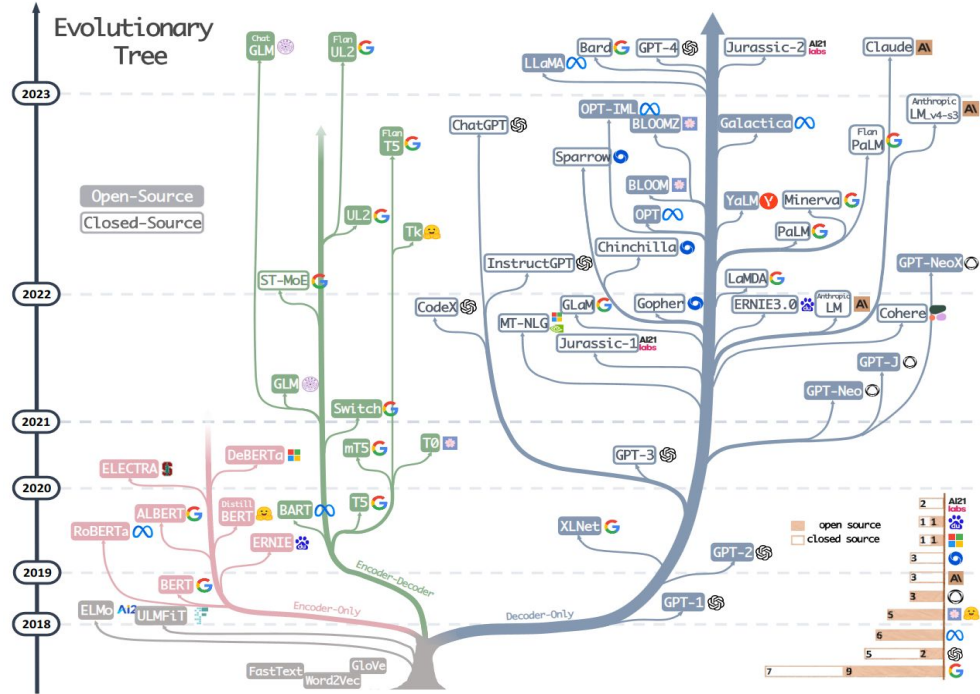 Evolutionary
Tree
Chat
GLM
Flan
UL2
Bard
GPT-4
Jurassic-2
AI21
labs
Claude
A\
LLaMA
2023
OPT-IML
BLOOMZ
Galactica
Anthropic
LM_v4-s3
A\
ChatGPT
Flan
T5
Flan
PaLM
Sparrow
BLOOM
Open-Source
Closed-Source
UL2
OPT
YaLM
Y
Minerva
Tk
PaLM
Chinchilla
InstructGPT
GPT-NeoX
ST-MoE
LaMDA
2022
CodeX
GLaM
Gopher
ERNIE3.0
du
Anthropic
LM
A\
Cohere
MT-NLG
Jurassic-1
AI21
labs
GPT-J
GLM
GPT-Neo
Switch
2021
mT5
T0
DeBERTa
GPT-3
ELECTRA
2020
ALBERT
Distill
BERT
BART
T5
RoBERTa
ERNIE
du
XLNet
GPT-2
2019
Encoder-Decoder
BERT
ELMo
Ai2
ULMFiT
Encoder-Only
Decoder-Only
GPT-1
2018
FastText
Word2Vec
GloVe
open source
closed source
2
AI21
labs
1 1
du
1 1
3
3
A\
3
5
6
5 2
7 9